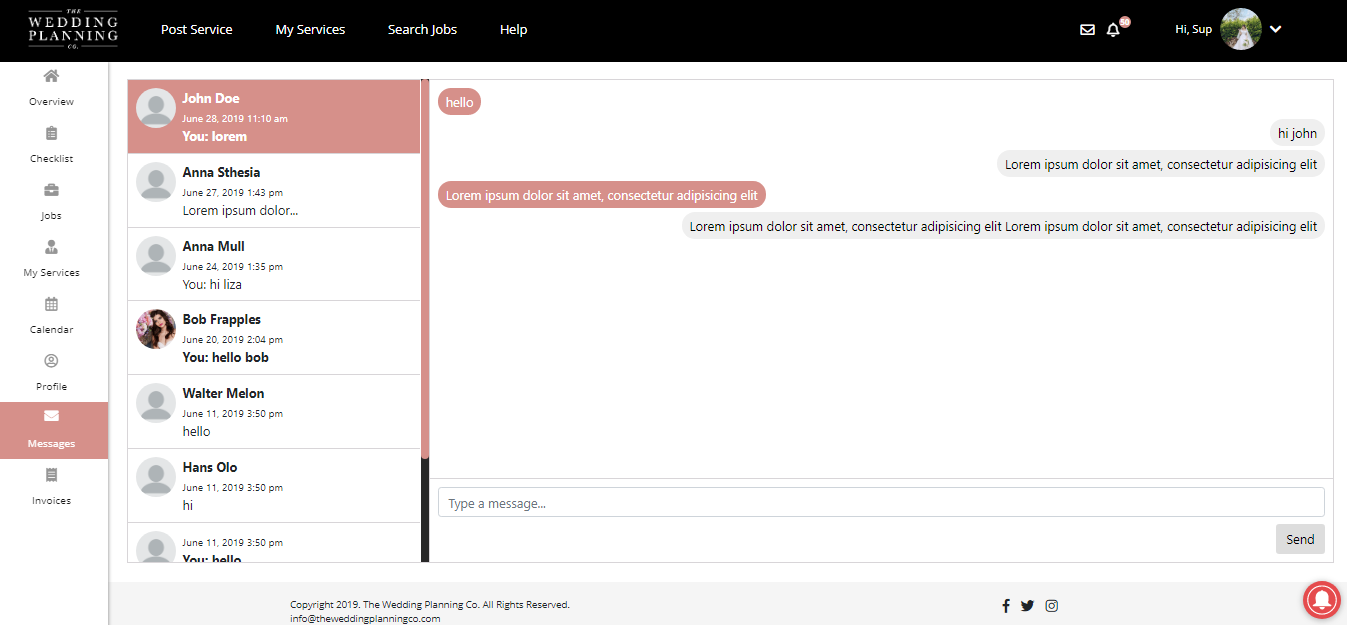 THE
WEDDING
PLANNING
CO.
Post Service
My Services
Search Jobs
Help
50
Hi, Sup
Overview
Checklist
Jobs
My Services
Calendar
Profile
Messages
Invoices
John Doe
June 28, 2019 11:10 am
You: lorem
Anna Sthesia
June 27, 2019 1:43 pm
Lorem ipsum dolor...
Anna Mull
June 24, 2019 1:35 pm
You: hi liza
Bob Frapples
June 20, 2019 2:04 pm
You: hello bob
Walter Melon
June 11, 2019 3:50 pm
hello
Hans Olo
June 11, 2019 3:50 pm
hi
June 11, 2019 3:50 pm
You: hello
hello
hi john
Lorem ipsum dolor sit amet, consectetur adipisicing elit
Lorem ipsum dolor sit amet, consectetur adipisicing elit
Lorem ipsum dolor sit amet, consectetur adipisicing elit Lorem ipsum dolor sit amet, consectetur adipisicing elit
Type a message...
Send
Copyright 2019. The Wedding Planning Co. All Rights Reserved.
info@theweddingplanningco.com